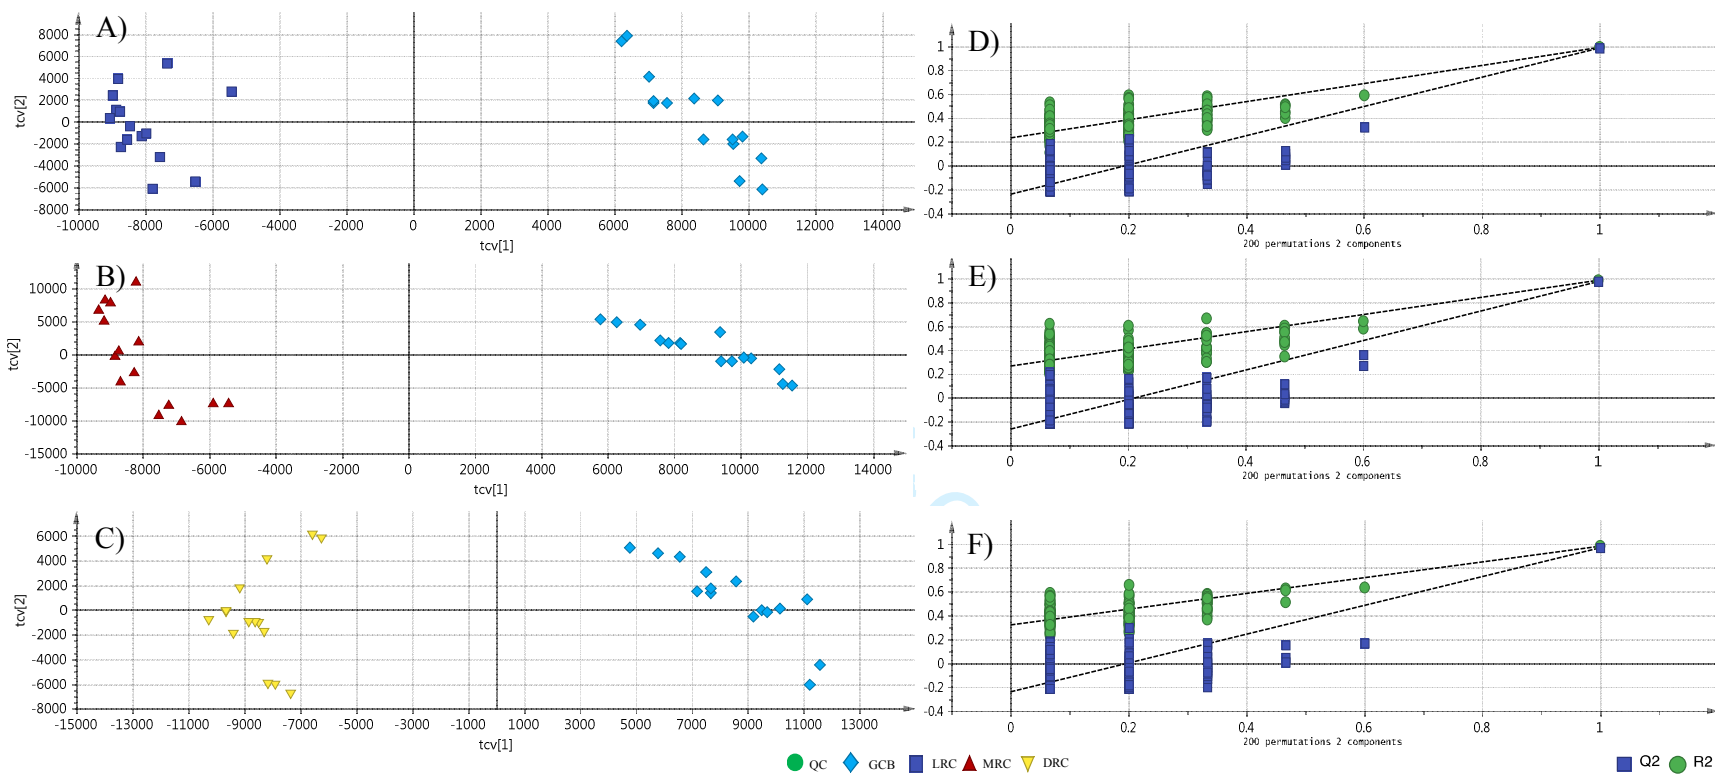 A)
8000
6000
4000
2000
0
-2000
-4000
-6000
-8000
tcv[2]
-10000 -8000 -6000 -4000 -2000 0 2000 4000 6000 8000 10000 12000 14000
tcv[1]
D)
1
0.8
0.6
0.4
0.2
0
-0.2
-0.4
0 0.2 0.4 0.6 0.8 1
200 permutations 2 components
B)
10000
5000
0
-5000
-10000
-15000
tcv[2]
-10000 -8000 -6000 -4000 -2000 0 2000 4000 6000 8000 10000 12000 14000
tcv[1]
E)
1
0.8
0.6
0.4
0.2
0
-0.2
-0.4
0 0.2 0.4 0.6 0.8 1
200 permutations 2 components
C)
6000
4000
2000
0
-2000
-4000
-6000
-8000
tcv[2]
-15000 -13000 -11000 -9000 -7000 -5000 -3000 -1000 1000 3000 5000 7000 9000 11000 13000
tcv[1]
F)
1
0.8
0.6
0.4
0.2
0
-0.2
-0.4
0 0.2 0.4 0.6 0.8 1
200 permutations 2 components
QC GCB LRC MRC DRC
Q2 R2